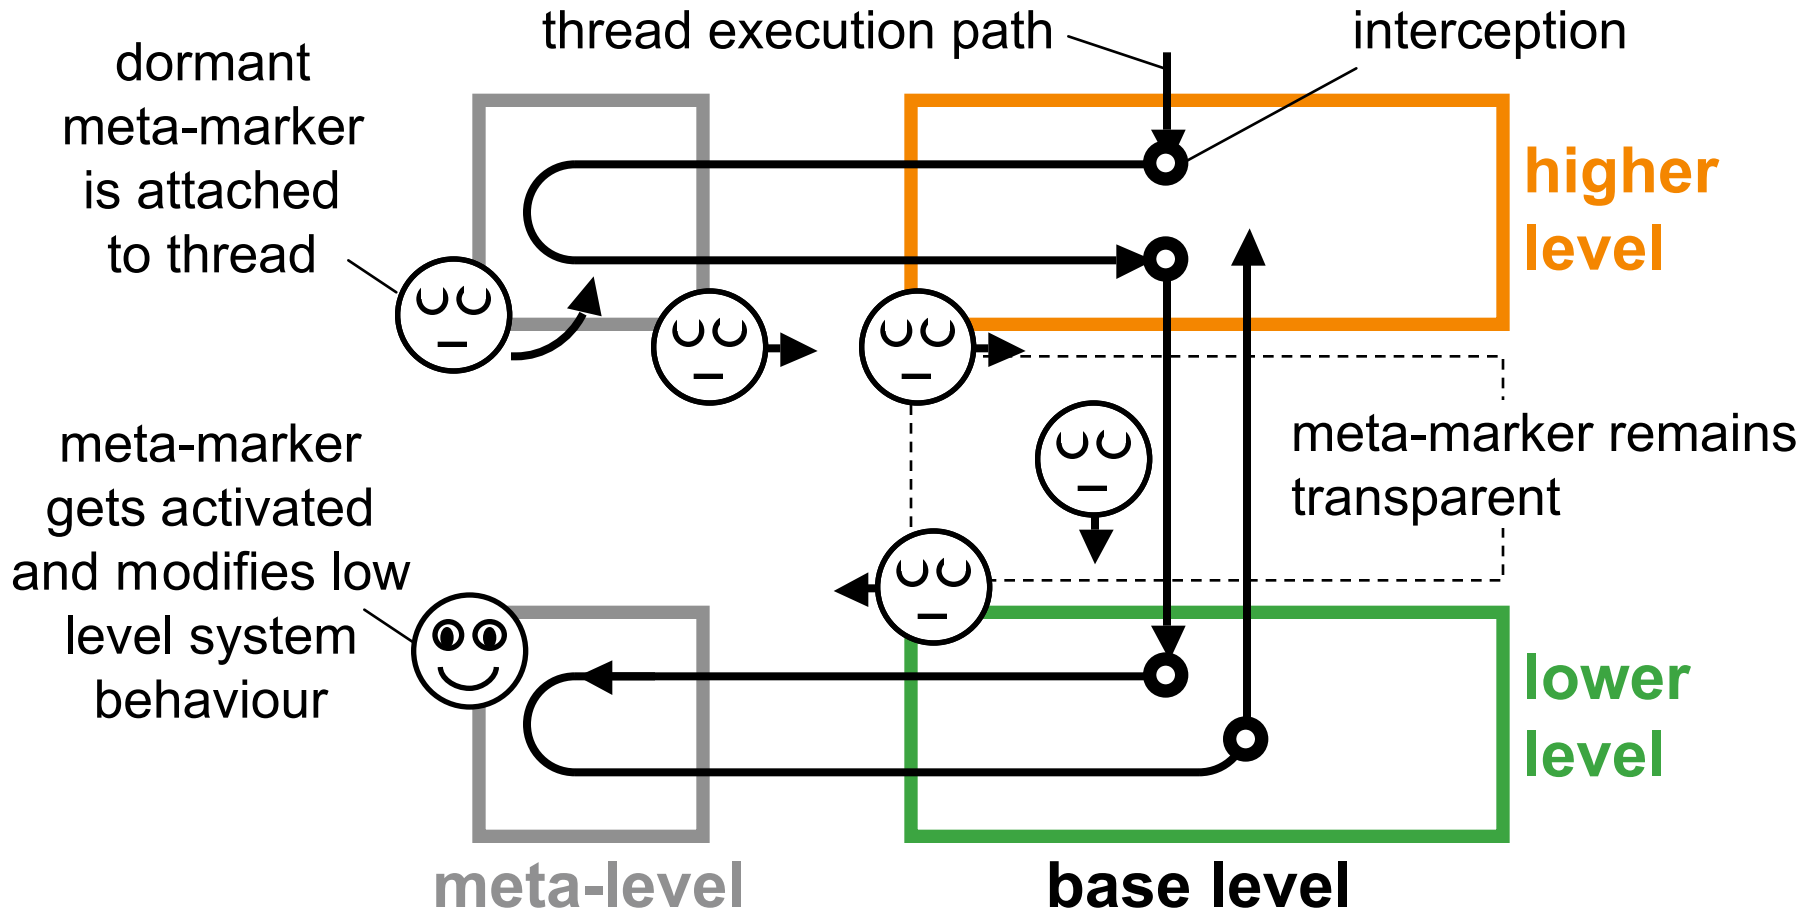 thread execution path
interception
dormant
meta-marker
is attached
to thread
higher
level
meta-marker remains
transparent
meta-marker
gets activated
and modifies low
level system
behaviour
lower
level
meta-level
base level